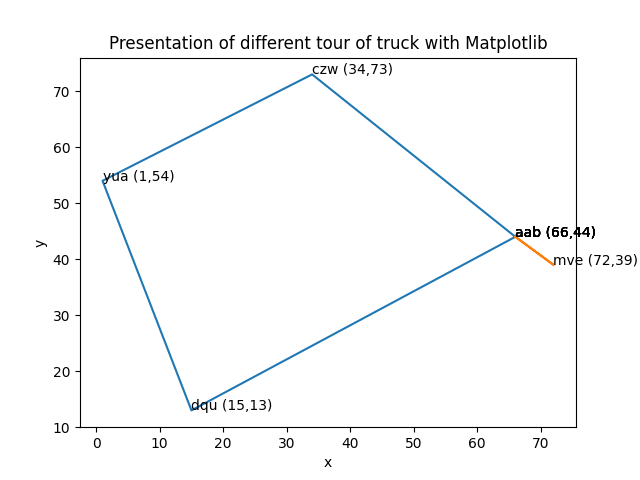 Presentation of different tour of truck with Matplotlib
czw (34,73)
yua (1,54)
aab (66,44)
mve (72,39)
dqu (15,13)
70
60
50
40
30
20
10
y
0 10 20 30 40 50 60 70
x